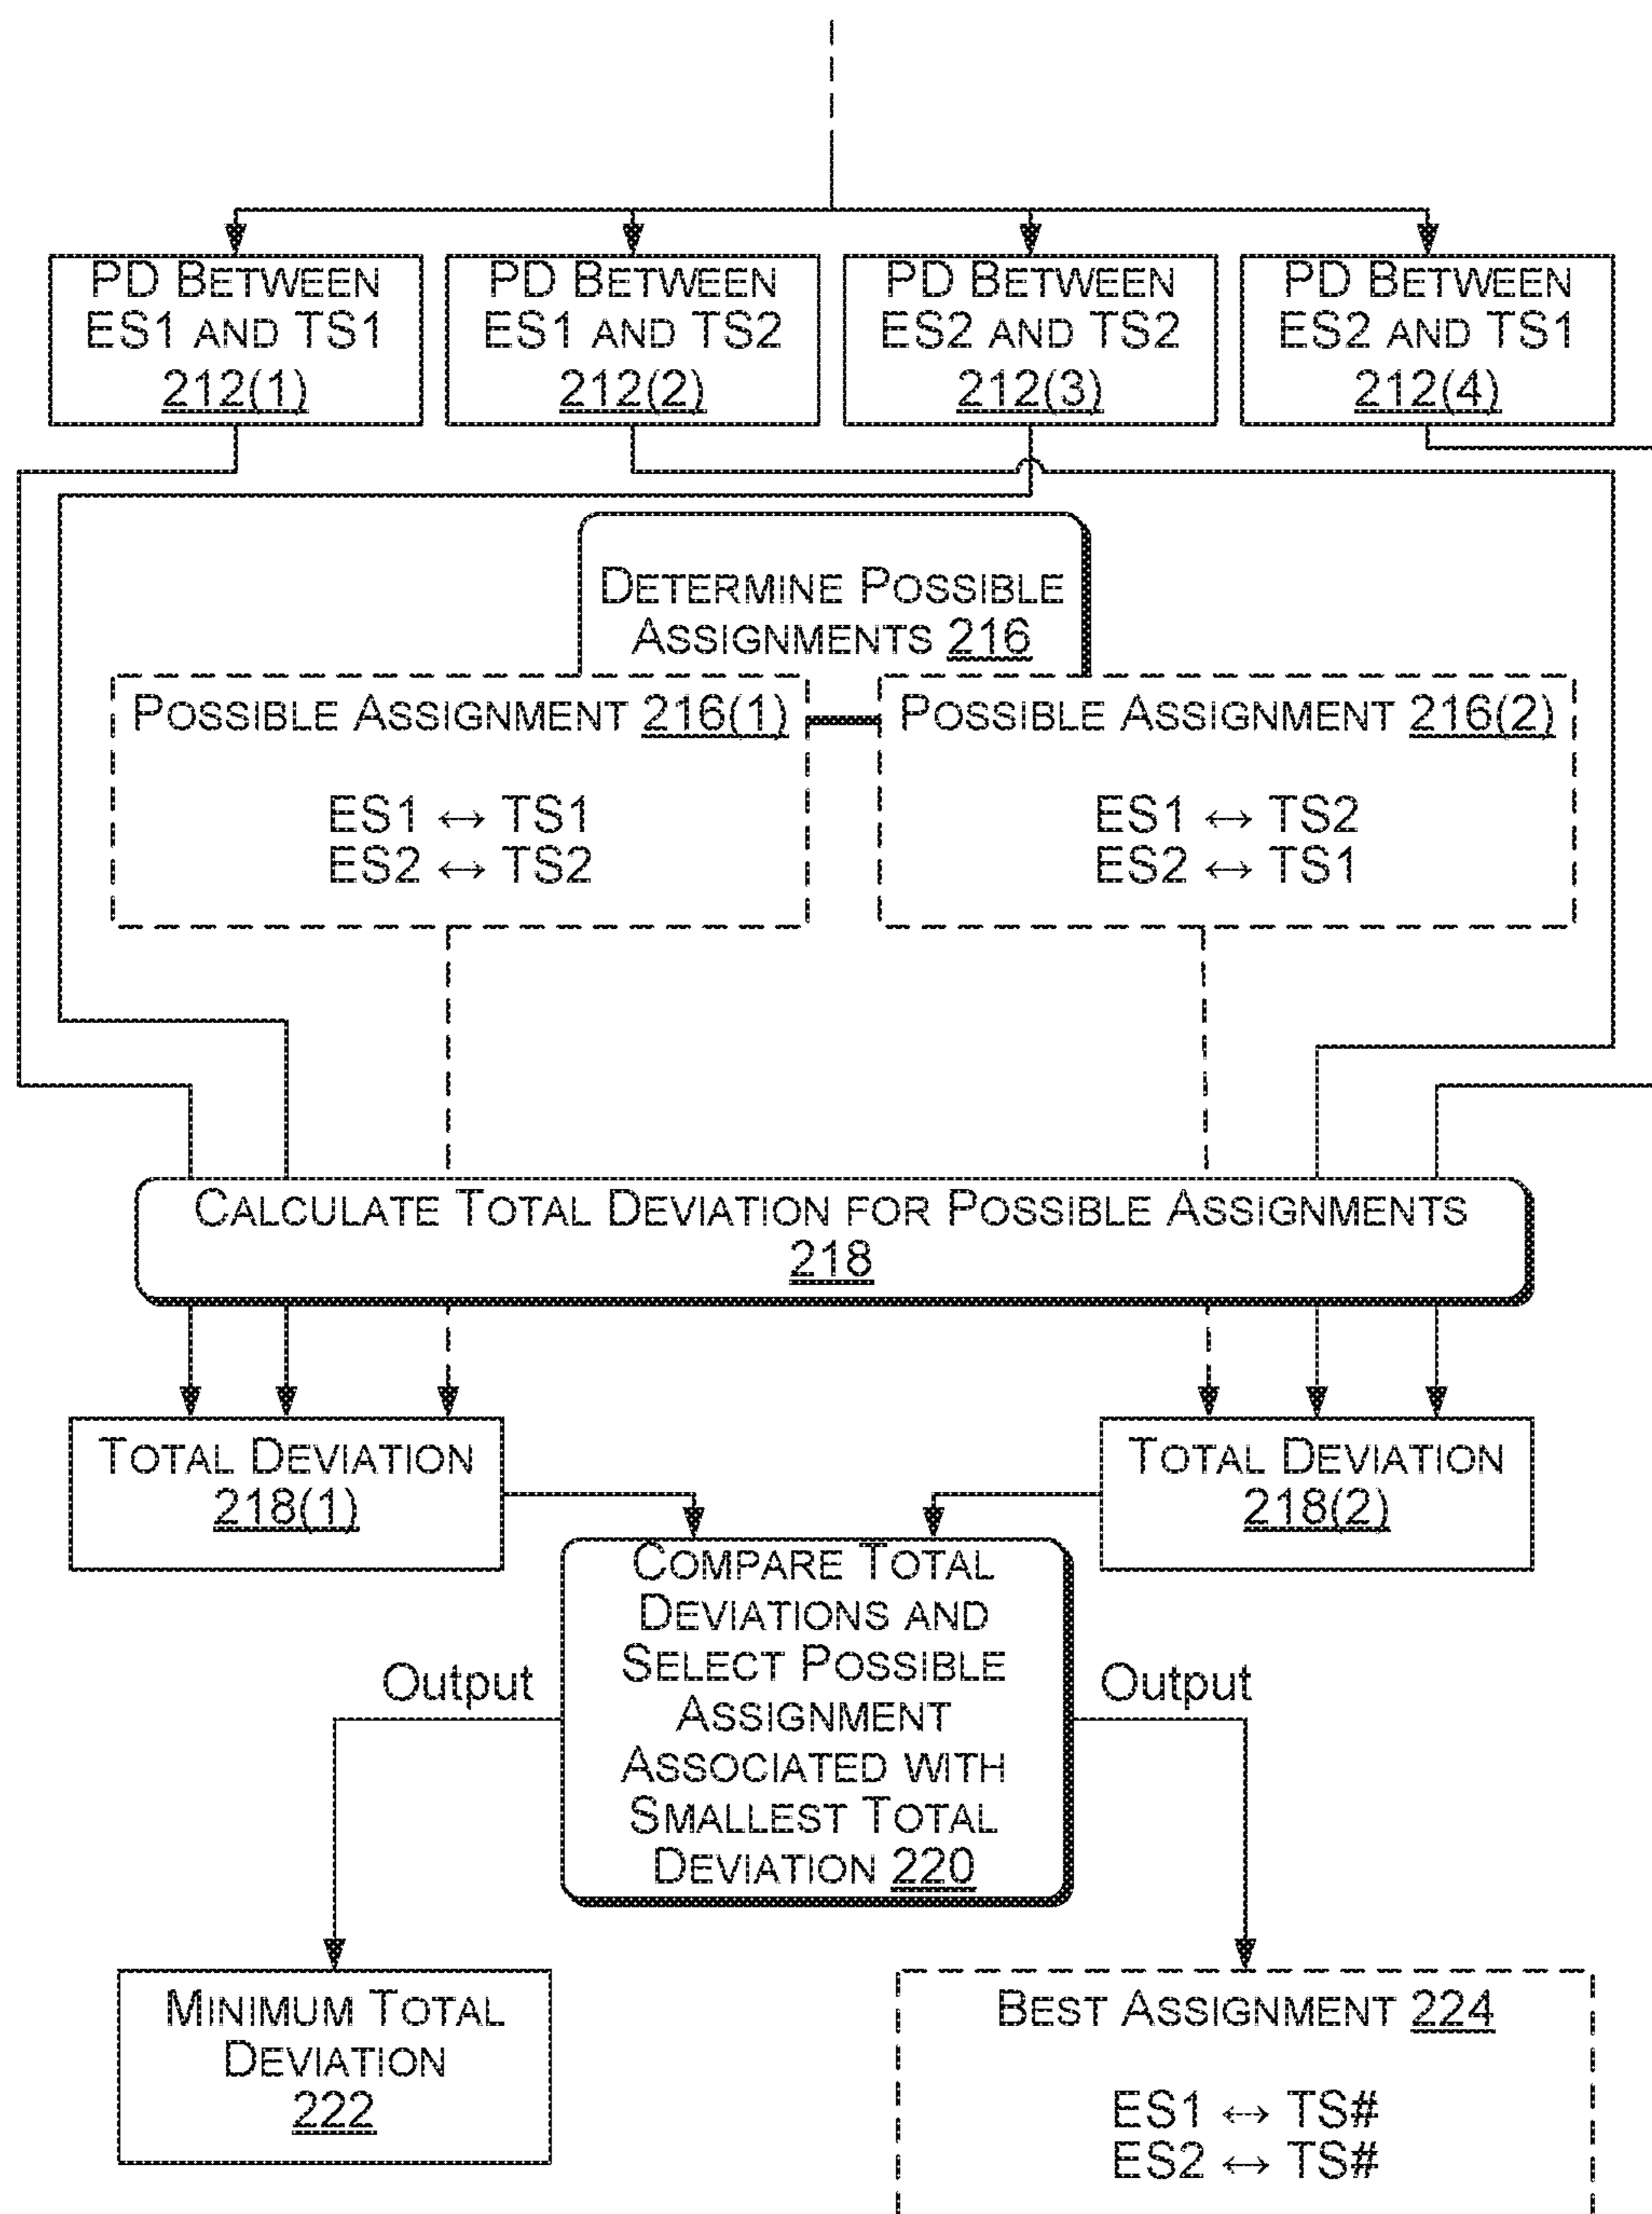 PD BETWEEN
ES1 AND TS1
212(1)
PD BETWEEN
ES1 AND TS2
212(2)
PD BETWEEN
ES2 AND TS2
212(3)
PD BETWEEN
ES2 AND TS1
212(4)
DETERMINE POSSIBLE
ASSIGNMENTS 216
POSSIBLE ASSIGNMENT 216(1)
ES1 ↔ TS1
ES2 ↔ TS2
POSSIBLE ASSIGNMENT 216(2)
ES1 ↔ TS2
ES2 ↔ TS1
CALCULATE TOTAL DEVIATION FOR POSSIBLE ASSIGNMENTS
218
TOTAL DEVIATION
218(1)
TOTAL DEVIATION
218(2)
COMPARE TOTAL
DEVIATIONS AND
SELECT POSSIBLE
ASSIGNMENT
ASSOCIATED WITH
SMALLEST TOTAL
DEVIATION 220
Output
Output
MINIMUM TOTAL
DEVIATION
222
BEST ASSIGNMENT 224
ES1 ↔ TS#
ES2 ↔ TS#